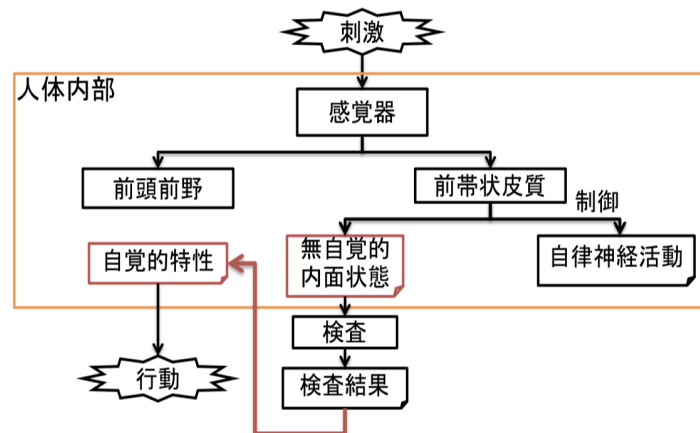 刺激
人体内部
感覚器
前頭前野
前帯状皮質
制御
自覚的特性
無自覚的
内面状態
自律神経活動
検査
行動
検査結果